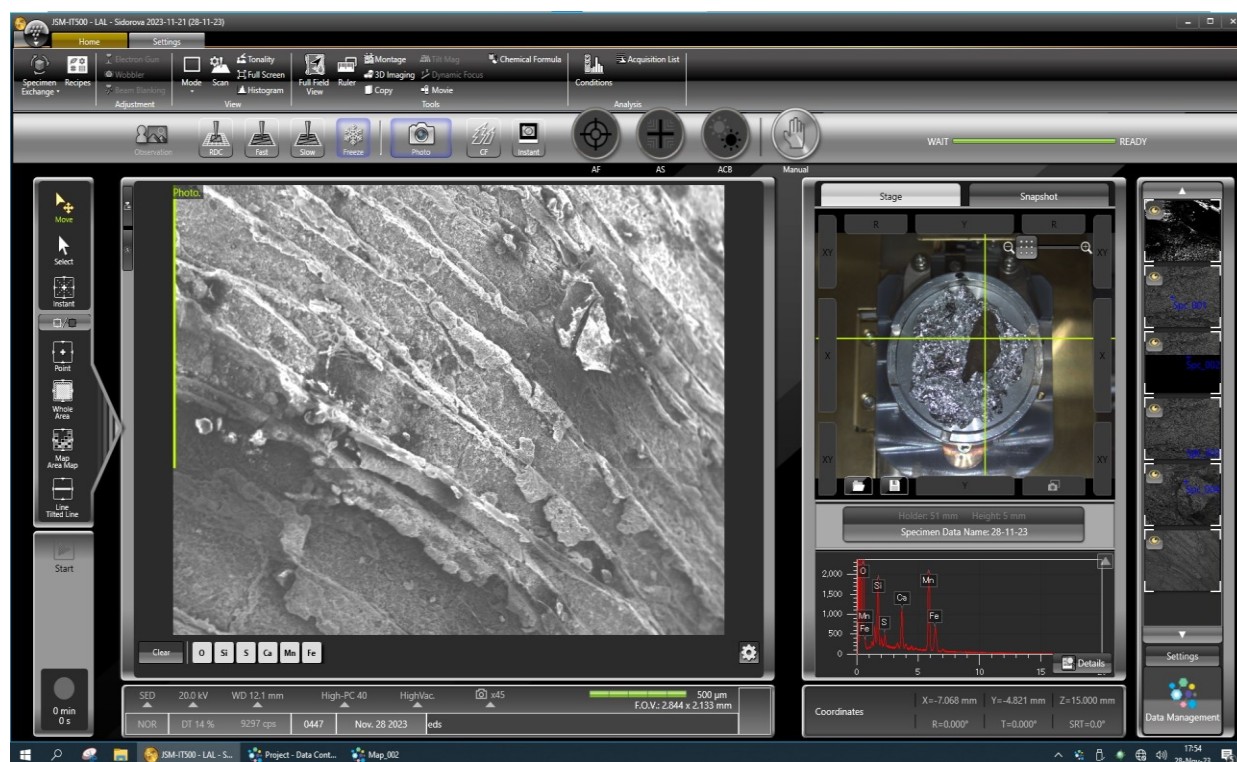 JSM-IT500 - LAL - Sidorova 2023-11-21 (28-11-23)
Home Settings
Specimen Exchange Recipes
Electron Gun
Wobbler
Beam Blanking
Adjustment
Mode Scan
Tonality
Full Screen
Histogram
View
Full Field View Ruler
Montage Tilt Mag Chemical Formula
3D Imaging Dynamic Focus
Copy Movie
Tools
Conditions
Acquisition List
Analysis
Observation RDC Fast Slow Freeze Photo CF Instant
AF AS ACB Manual
WAIT READY
Move
Select
Instant
Point
Whole Area
Map
Area Map
Line
Tilted Line
Start
0 min
0 s
Photo.
Clear O Si S Ca Mn Fe
SED 20.0 kV WD 12.1 mm High-PC 40 HighVac. x45 500 µm
F.O.V.: 2.844 x 2.133 mm
NOR DT 14 % 9297 cps 0447 Nov. 28 2023 eds
Stage Snapshot
R Y R
XY XY
X X
XY Y XY
Holder: 51 mm Height: 5 mm
Specimen Data Name: 28-11-23
2,000
1,500
1,000
500
0
O Si Mn Ca Mn Fe S Fe
0 5 10 15
Details
Coordinates
X=-7.068 mm Y=-4.821 mm Z=15.000 mm
R=0.000° T=0.000° SRT=0.0°
Spc_001
Spc_002
Spc_004
Settings
Data Management
JSM-IT500 - LAL - S... Project - Data Cont... Map_002
17:54
28-Nov-23